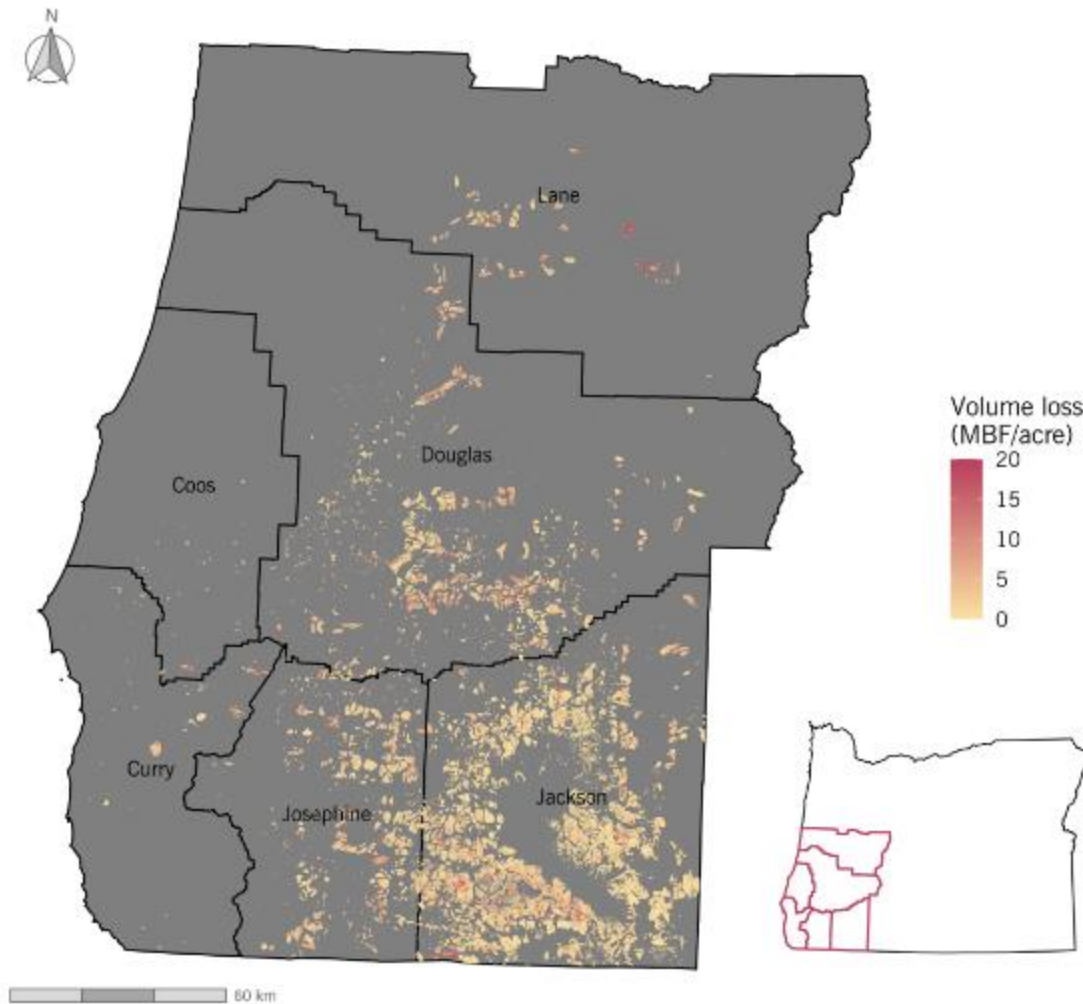 N
Lane
Douglas
Coos
Curry
Josephine
Jackson
Volume loss
(MBF/acre)
20
15
10
5
0
60 km